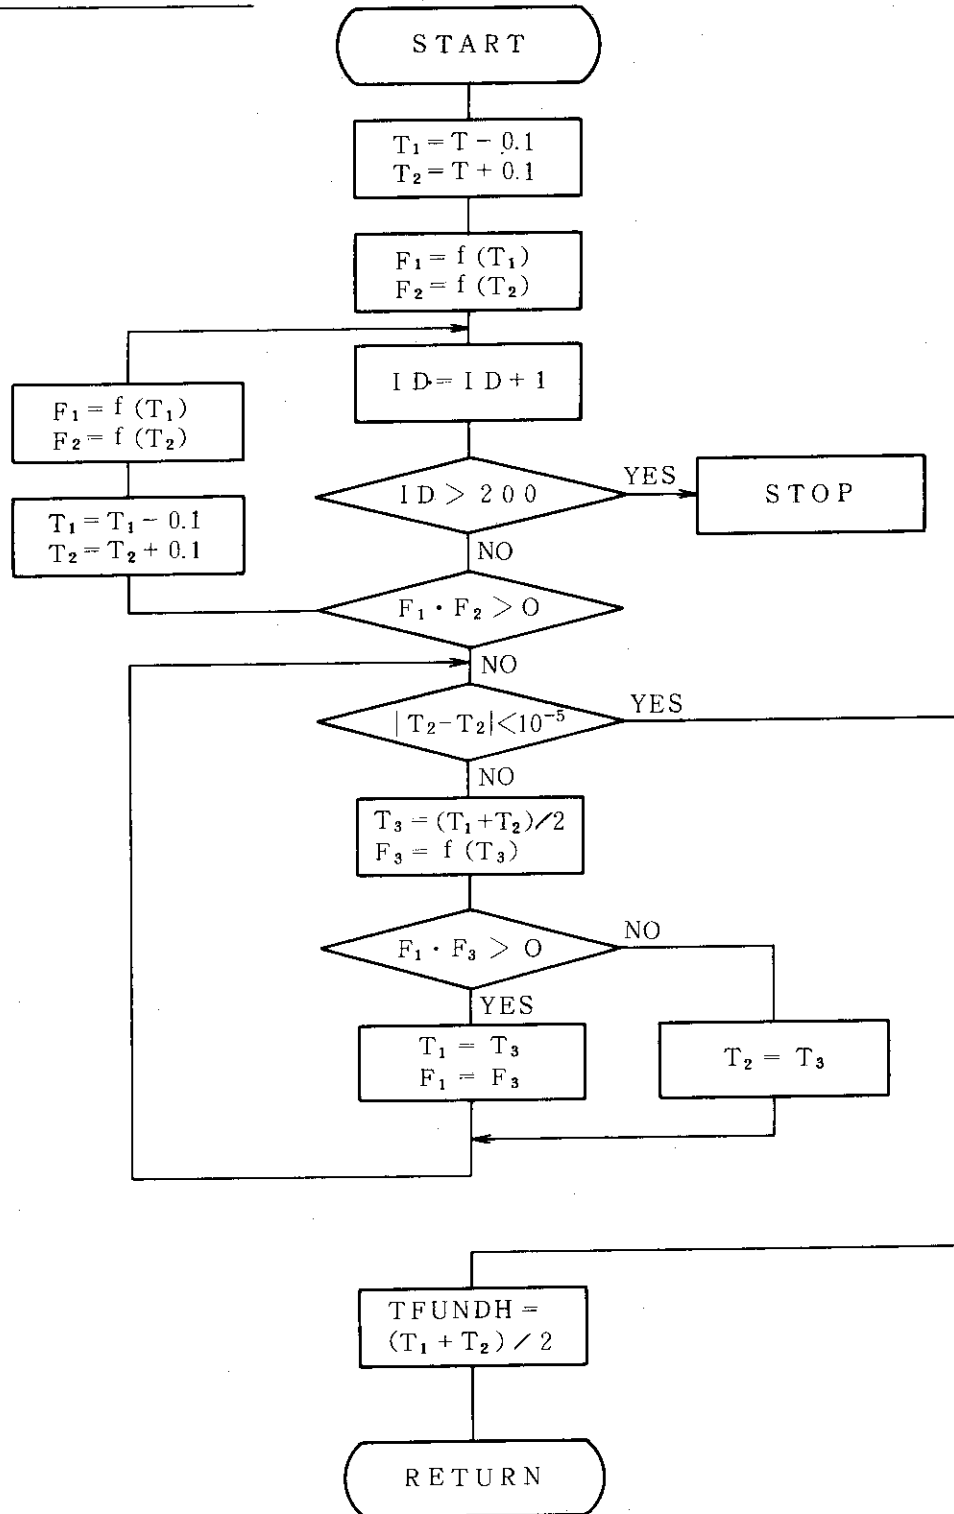 START
T₁ = T − 0.1
T₂ = T + 0.1
F₁ = f (T₁)
F₂ = f (T₂)
ID = ID + 1
F₁ = f (T₁)
F₂ = f (T₂)
ID > 200
YES
STOP
T₁ = T₁ − 0.1
T₂ = T₂ + 0.1
NO
F₁ · F₂ > O
NO
|T₂−T₂|<10⁻⁵
YES
NO
T₃ = (T₁+T₂)/2
F₃ = f (T₃)
F₁ · F₃ > O
NO
YES
T₁ = T₃
F₁ = F₃
T₂ = T₃
TFUNDH =
(T₁ + T₂) / 2
RETURN